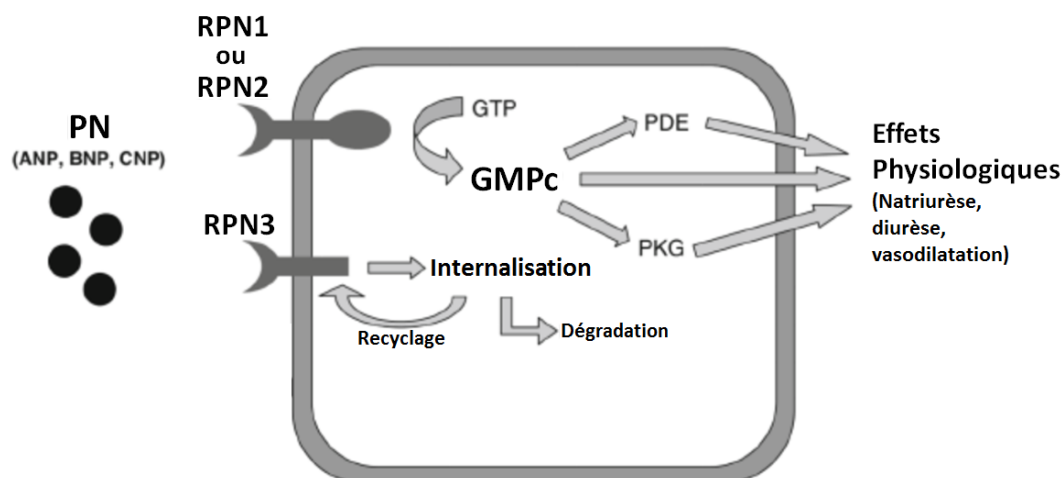 RPN1
ou
RPN2
PN
(ANP, BNP, CNP)
GTP
PDE
GMPc
PKG
Effets
Physiologiques
(Natriurèse,
diurèse,
vasodilatation)
RPN3
Internalisation
Recyclage
Dégradation